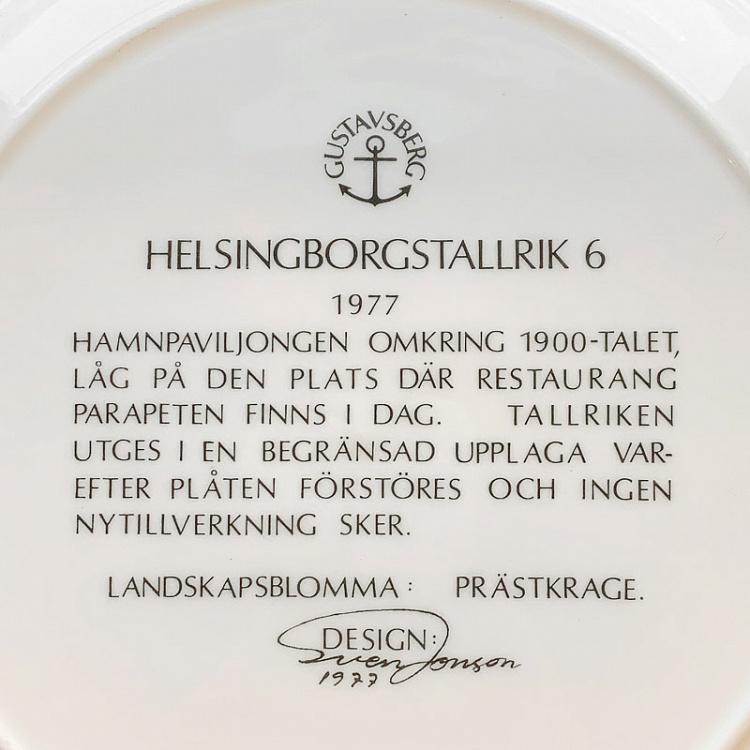 GUSTAVSBERG
HELSINGBORGSTALLRIK 6
1977
HAMNPAVILJONGEN OMKRING 1900-TALET,
LÅG PÅ DEN PLATS DÄR RESTAURANG
PARAPETEN FINNS I DAG. TALLRIKEN
UTGES I EN BEGRÄNSAD UPPLAGA VAR-
EFTER PLÅTEN FÖRSTÖRES OCH INGEN
NYTILLVERKNING SKER.
LANDSKAPSBLOMMA: PRÄSTKRAGE.
DESIGN:
Sven Jonson
1977